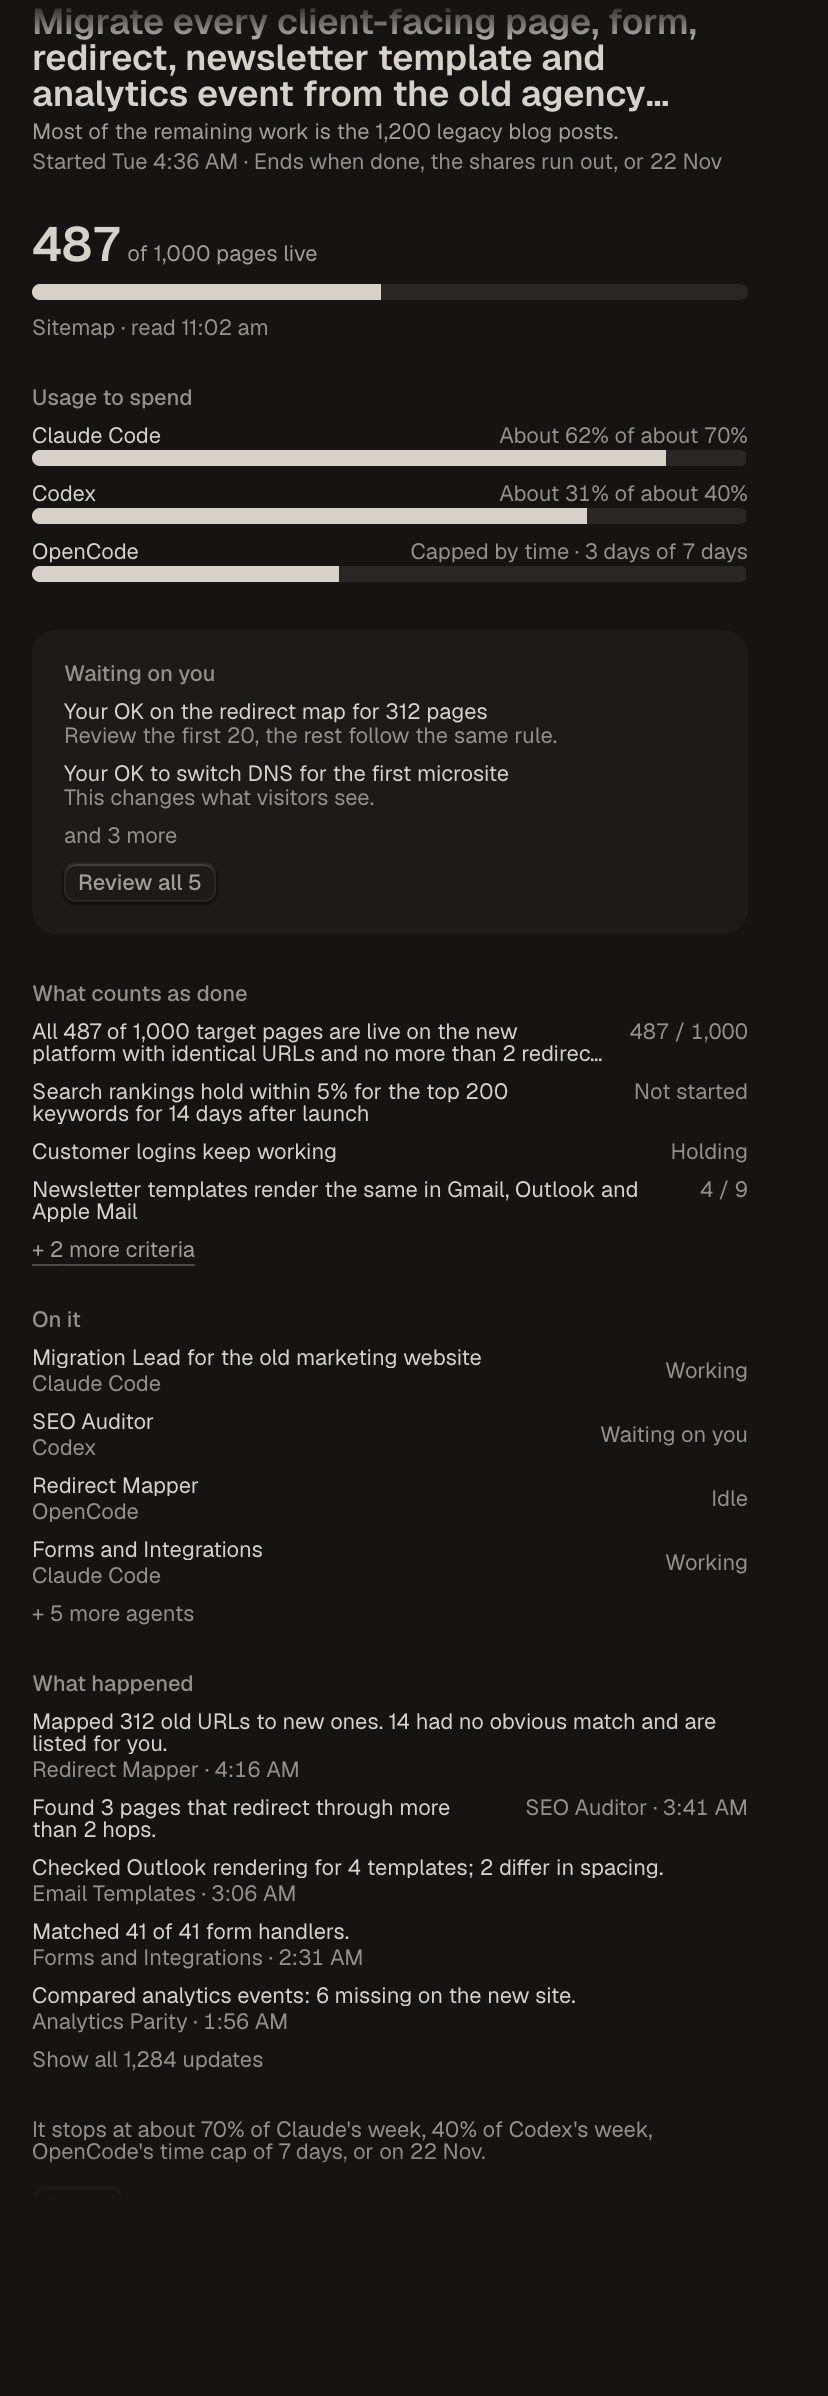 Migrate every client-facing page, form,
redirect, newsletter template and
analytics event from the old agency...
Most of the remaining work is the 1,200 legacy blog posts.
Started Tue 4:36 AM · Ends when done, the shares run out, or 22 Nov
487 of 1,000 pages live
Sitemap · read 11:02 am
Usage to spend
Claude Code About 62% of about 70%
Codex About 31% of about 40%
OpenCode Capped by time · 3 days of 7 days
Waiting on you
Your OK on the redirect map for 312 pages
Review the first 20, the rest follow the same rule.
Your OK to switch DNS for the first microsite
This changes what visitors see.
and 3 more
Review all 5
What counts as done
All 487 of 1,000 target pages are live on the new 487 / 1,000
platform with identical URLs and no more than 2 redirec...
Search rankings hold within 5% for the top 200 Not started
keywords for 14 days after launch
Customer logins keep working Holding
Newsletter templates render the same in Gmail, Outlook and 4 / 9
Apple Mail
+ 2 more criteria
On it
Migration Lead for the old marketing website Working
Claude Code
SEO Auditor Waiting on you
Codex
Redirect Mapper Idle
OpenCode
Forms and Integrations Working
Claude Code
+ 5 more agents
What happened
Mapped 312 old URLs to new ones. 14 had no obvious match and are
listed for you.
Redirect Mapper · 4:16 AM
Found 3 pages that redirect through more SEO Auditor · 3:41 AM
than 2 hops.
Checked Outlook rendering for 4 templates; 2 differ in spacing.
Email Templates · 3:06 AM
Matched 41 of 41 form handlers.
Forms and Integrations · 2:31 AM
Compared analytics events: 6 missing on the new site.
Analytics Parity · 1:56 AM
Show all 1,284 updates
It stops at about 70% of Claude's week, 40% of Codex's week,
OpenCode's time cap of 7 days, or on 22 Nov.